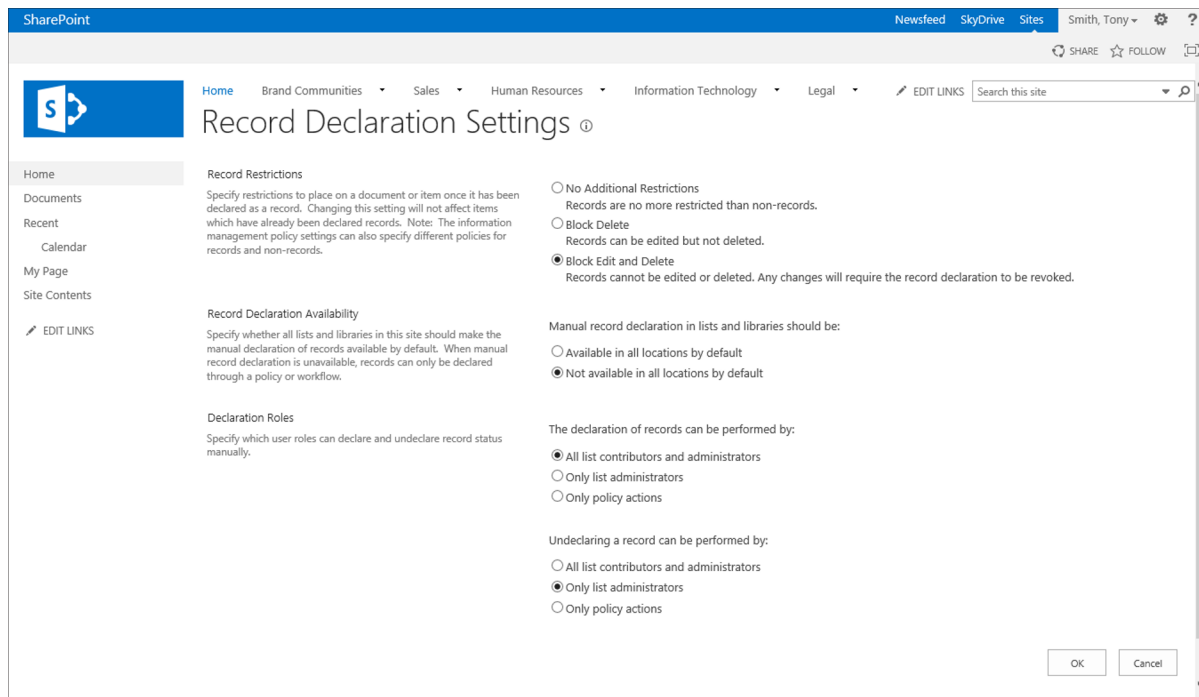 SharePoint
Newsfeed SkyDrive Sites Smith, Tony ?
SHARE FOLLOW
S
Home Brand Communities Sales Human Resources Information Technology Legal EDIT LINKS Search this site
Record Declaration Settings
Home
Documents
Recent
Calendar
My Page
Site Contents
EDIT LINKS
Record Restrictions
Specify restrictions to place on a document or item once it has been
declared as a record. Changing this setting will not affect items
which have already been declared records. Note: The information
management policy settings can also specify different policies for
records and non-records.
No Additional Restrictions
Records are no more restricted than non-records.
Block Delete
Records can be edited but not deleted.
Block Edit and Delete
Records cannot be edited or deleted. Any changes will require the record declaration to be revoked.
Record Declaration Availability
Specify whether all lists and libraries in this site should make the
manual declaration of records available by default. When manual
record declaration is unavailable, records can only be declared
through a policy or workflow.
Manual record declaration in lists and libraries should be:
Available in all locations by default
Not available in all locations by default
Declaration Roles
Specify which user roles can declare and undeclare record status
manually.
The declaration of records can be performed by:
All list contributors and administrators
Only list administrators
Only policy actions
Undeclaring a record can be performed by:
All list contributors and administrators
Only list administrators
Only policy actions
OK Cancel